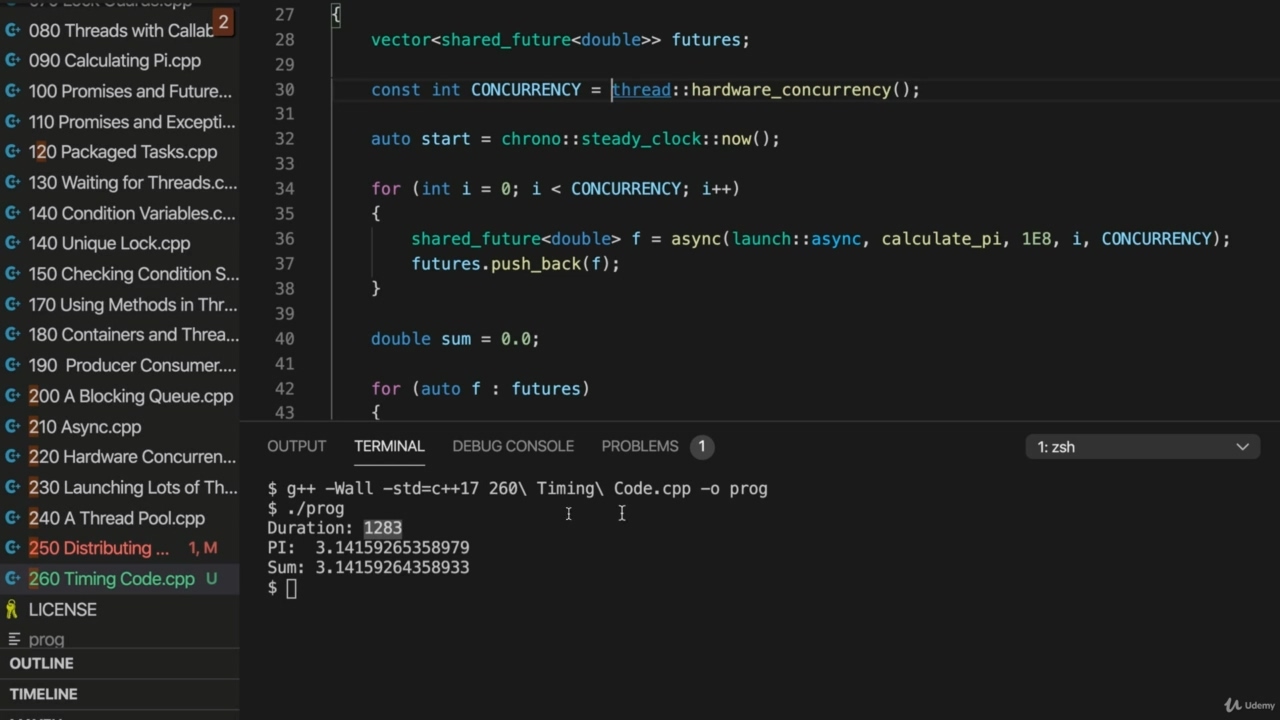 070 Lock Guards.cpp
2
080 Threads with Callab
090 Calculating Pi.cpp
100 Promises and Future...
110 Promises and Excepti...
120 Packaged Tasks.cpp
130 Waiting for Threads.c...
140 Condition Variables.c...
140 Unique Lock.cpp
150 Checking Condition S...
170 Using Methods in Thr...
180 Containers and Threa...
190  Producer Consumer....
200 A Blocking Queue.cpp
210 Async.cpp
220 Hardware Concurren...
230 Launching Lots of Th...
240 A Thread Pool.cpp
250 Distributing ... 1, M
260 Timing Code.cpp U
LICENSE
prog
OUTLINE
TIMELINE
27 {
28 vector<shared_future<double>> futures;
29
30 const int CONCURRENCY = thread::hardware_concurrency();
31
32 auto start = chrono::steady_clock::now();
33
34 for (int i = 0; i < CONCURRENCY; i++)
35 {
36 shared_future<double> f = async(launch::async, calculate_pi, 1E8, i, CONCURRENCY);
37 futures.push_back(f);
38 }
39
40 double sum = 0.0;
41
42 for (auto f : futures)
43 {
OUTPUT TERMINAL DEBUG CONSOLE PROBLEMS 1 1: zsh
$ g++ -Wall -std=c++17 260\ Timing\ Code.cpp -o prog
$ ./prog
Duration: 1283
PI:  3.14159265358979
Sum: 3.14159264358933
$
Udemy